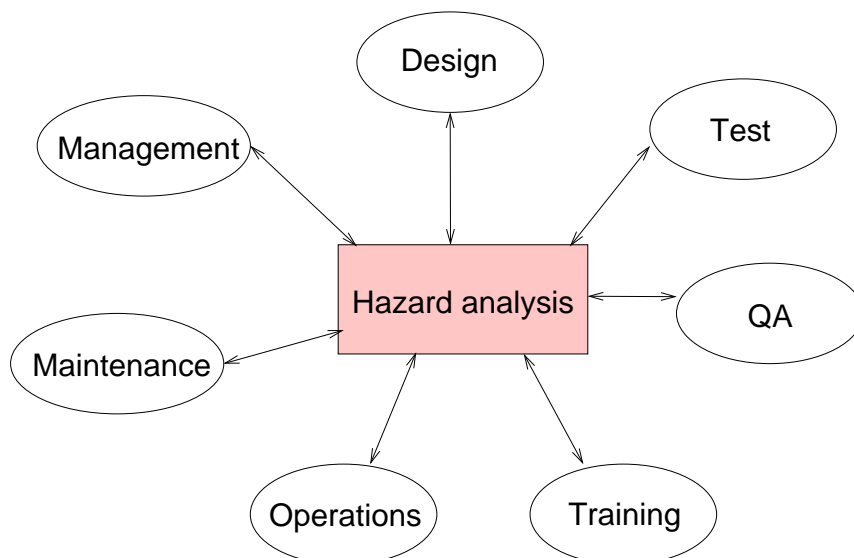 Design
Test
Management
Hazard analysis
QA
Maintenance
Operations
Training